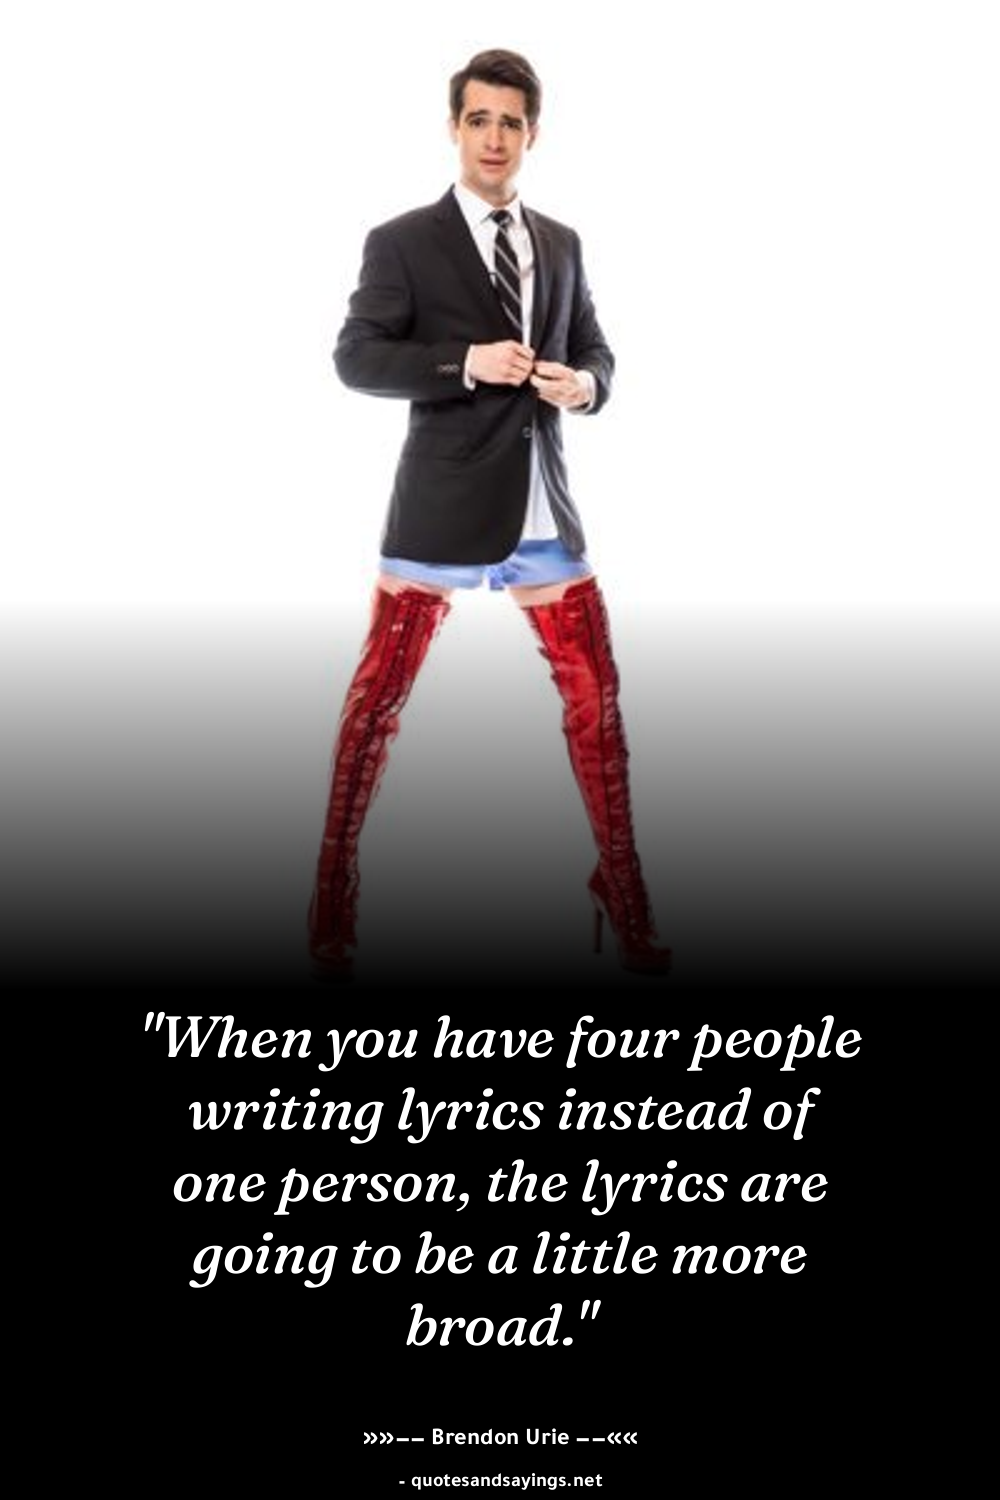 "When you have four people
writing lyrics instead of
one person, the lyrics are
going to be a little more
broad."
»»−− Brendon Urie −−««
- quotesandsayings.net